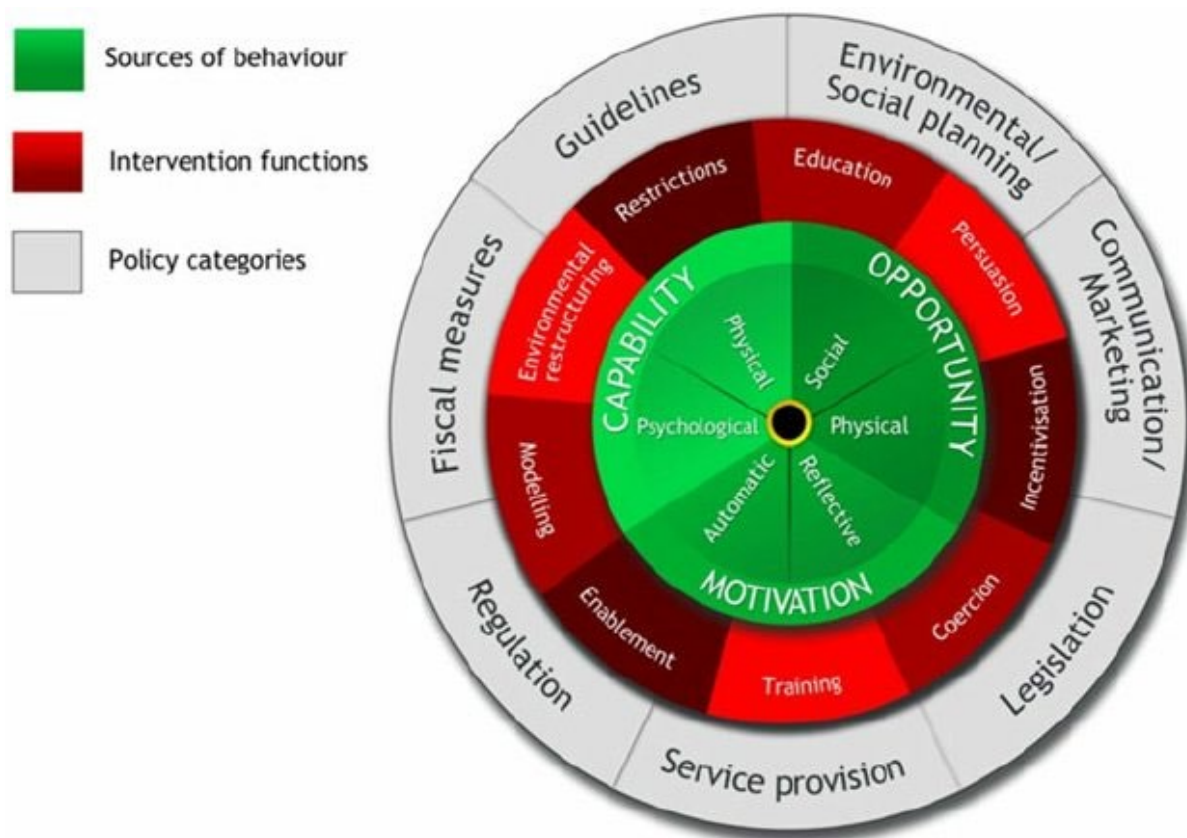 Sources of behaviour
Intervention functions
Policy categories
Environmental/
Social planning
Communication/
Marketing
Legislation
Service provision
Regulation
Fiscal measures
Guidelines
Education
Persuasion
Incentivisation
Coercion
Training
Enablement
Modelling
Environmental
restructuring
Restrictions
CAPABILITY
OPPORTUNITY
MOTIVATION
Physical
Social
Psychological
Physical
Automatic
Reflective